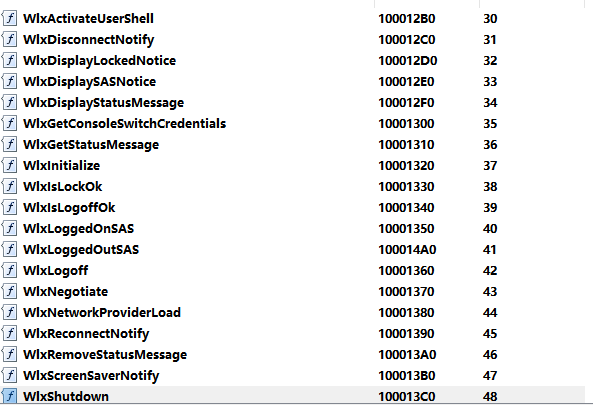 WlxActivateUserShell 100012B0 30
WlxDisconnectNotify 100012C0 31
WlxDisplayLockedNotice 100012D0 32
WlxDisplaySASNotice 100012E0 33
WlxDisplayStatusMessage 100012F0 34
WlxGetConsoleSwitchCredentials 10001300 35
WlxGetStatusMessage 10001310 36
WlxInitialize 10001320 37
WlxIsLockOk 10001330 38
WlxIsLogoffOk 10001340 39
WlxLoggedOnSAS 10001350 40
WlxLoggedOutSAS 100014A0 41
WlxLogoff 10001360 42
WlxNegotiate 10001370 43
WlxNetworkProviderLoad 10001380 44
WlxReconnectNotify 10001390 45
WlxRemoveStatusMessage 100013A0 46
WlxScreenSaverNotify 100013B0 47
WlxShutdown 100013C0 48